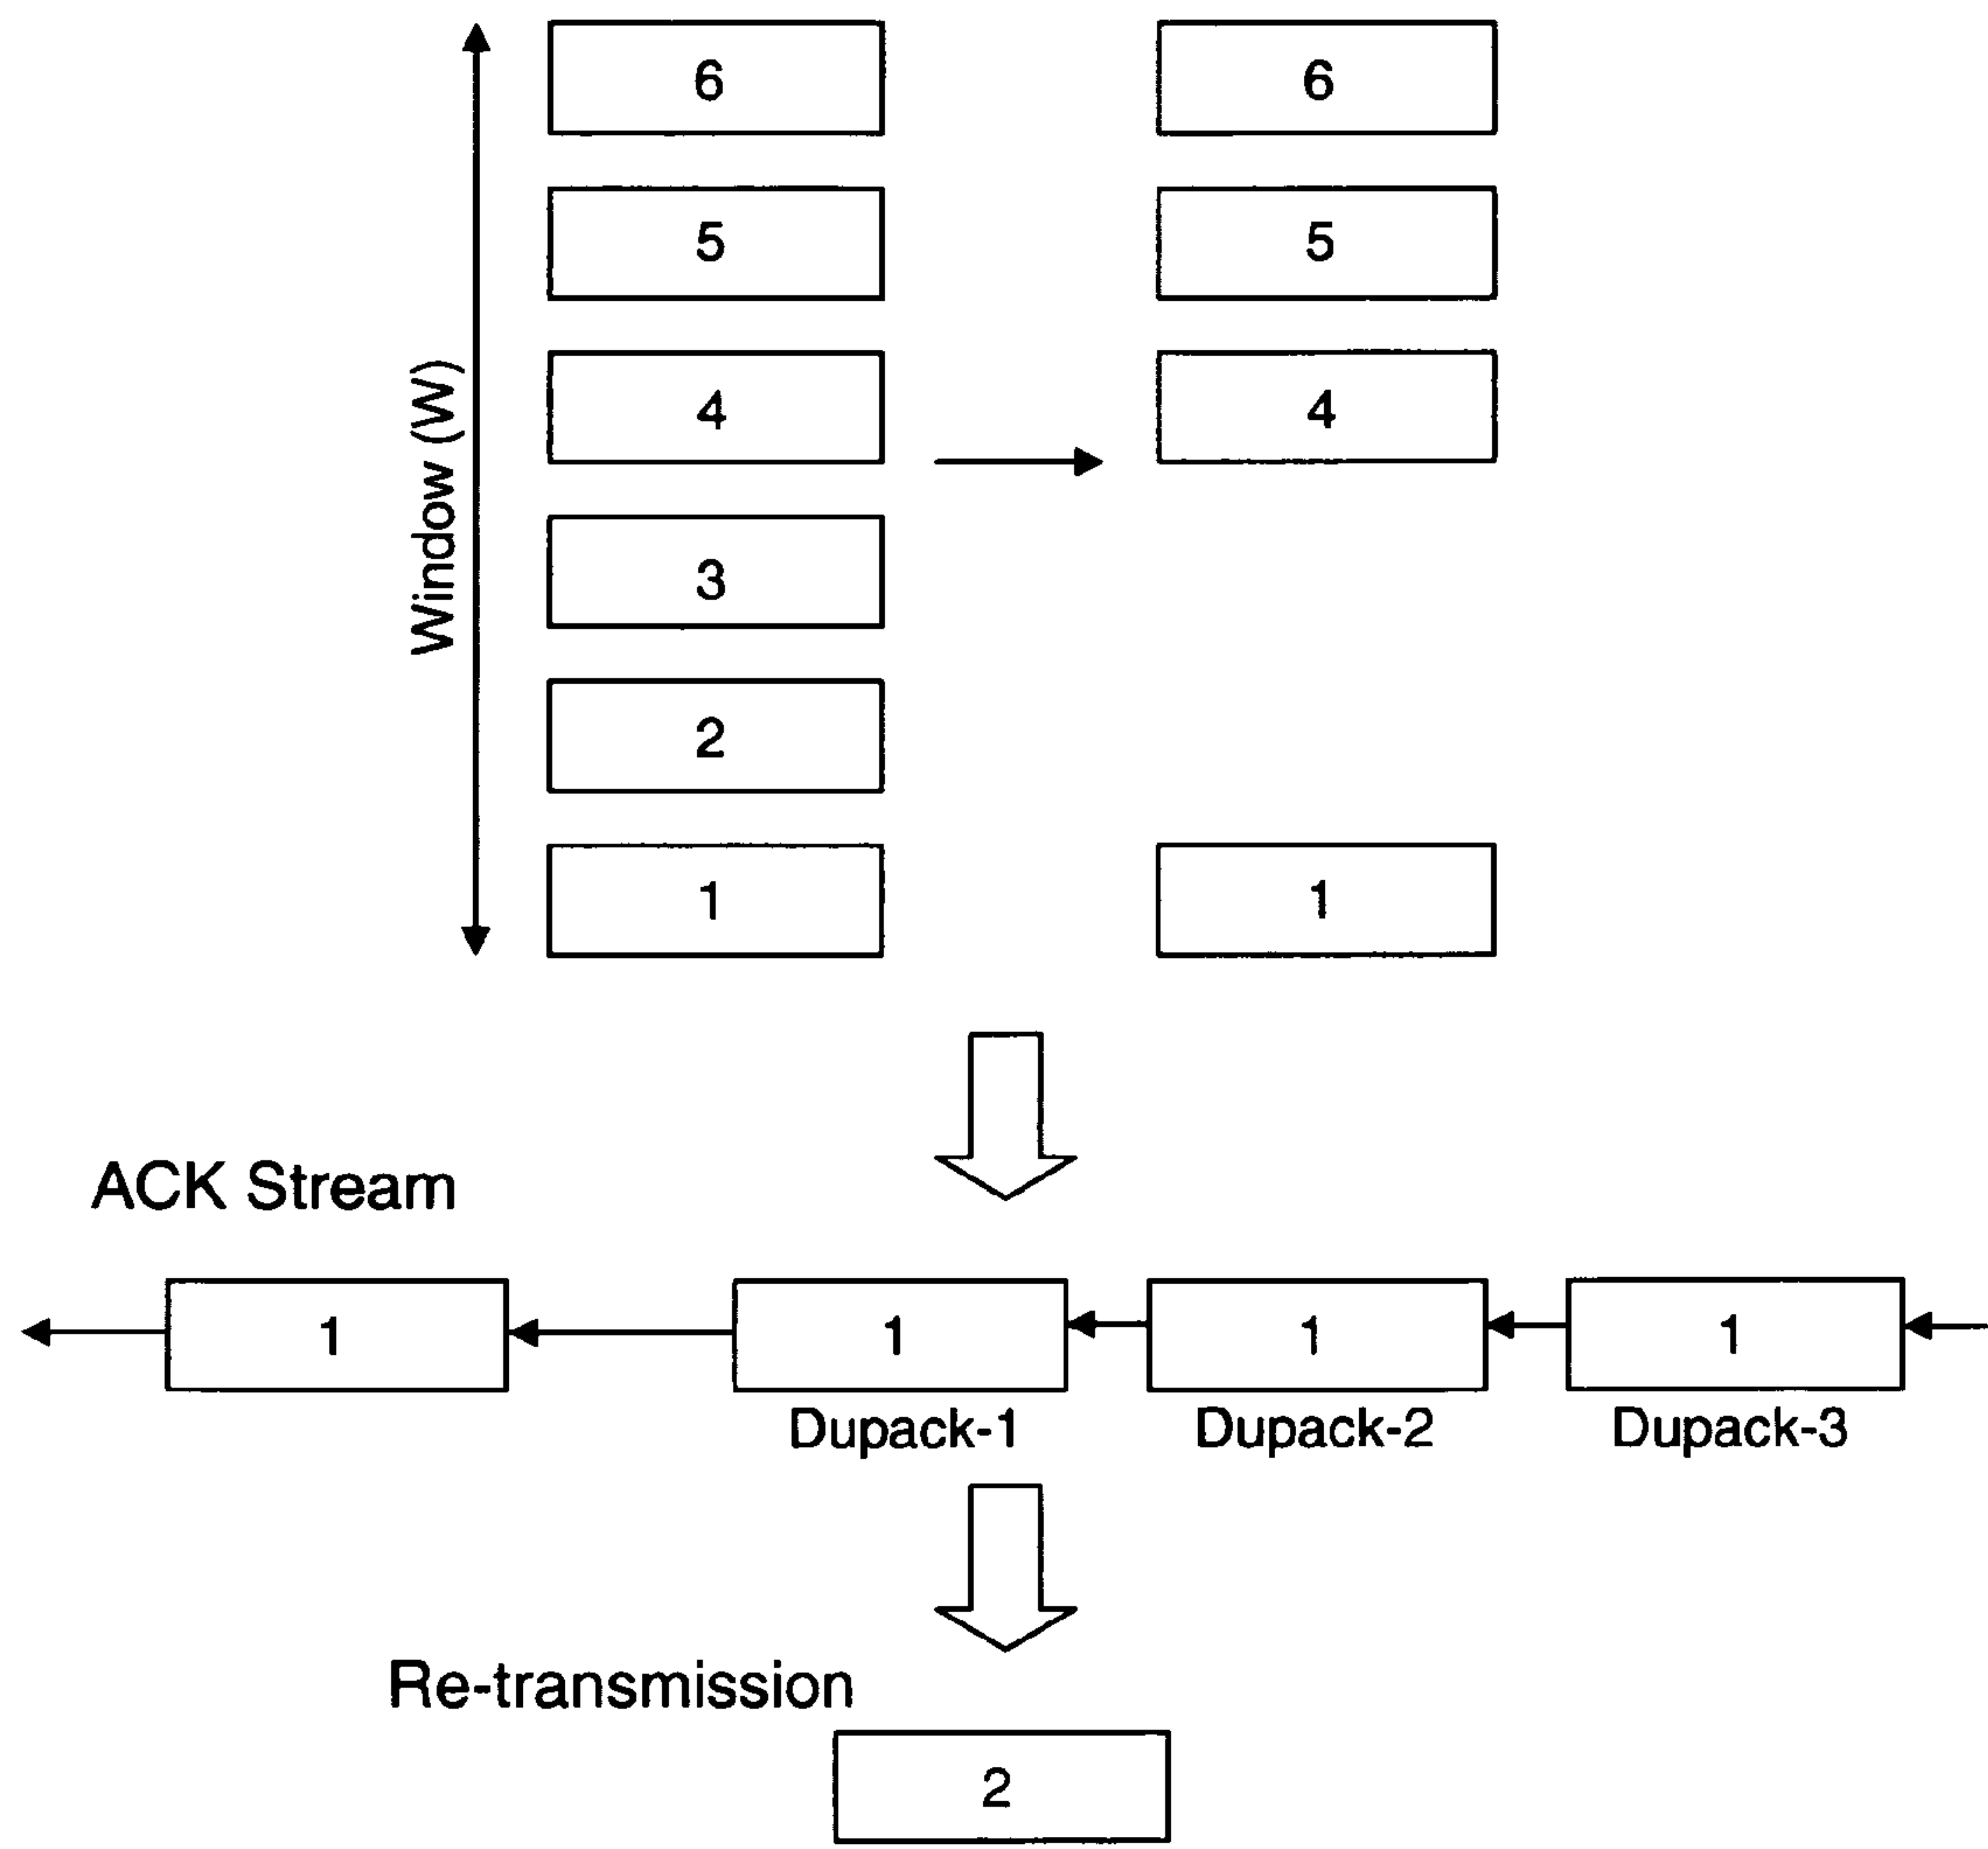 6 6
5 5
4 4
Window (W)
3
2
1 1
ACK Stream
1 1 1 1
Dupack-1 Dupack-2 Dupack-3
Re-transmission
2